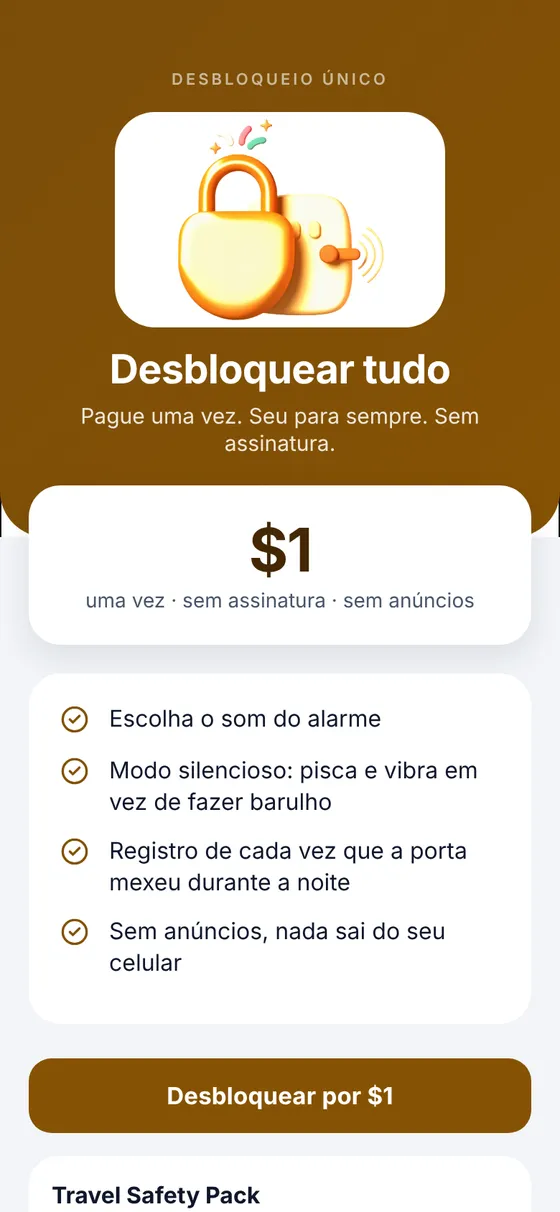 DESBLOQUEIO ÚNICO
Desbloquear tudo
Pague uma vez. Seu para sempre. Sem
assinatura.
$1
uma vez · sem assinatura · sem anúncios
Escolha o som do alarme
Modo silencioso: pisca e vibra em
vez de fazer barulho
Registro de cada vez que a porta
mexeu durante a noite
Sem anúncios, nada sai do seu
celular
Desbloquear por $1
Travel Safety Pack